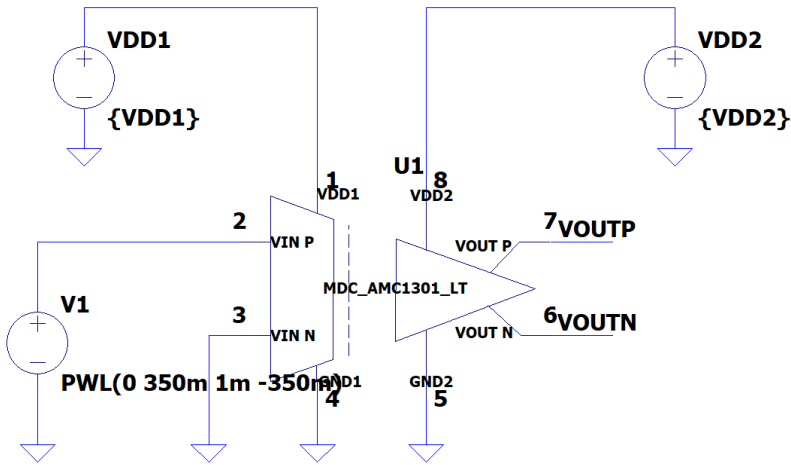 VDD1
VDD2
{VDD1}
{VDD2}
U1
1
8
VDD1
VDD2
2
7
VOUTP
VIN P
VOUT P
MDC_AMC1301_LT
V1
3
6
VOUTN
VIN N
VOUT N
PWL(0 350m 1m -350m)
GND1
GND2
4
5